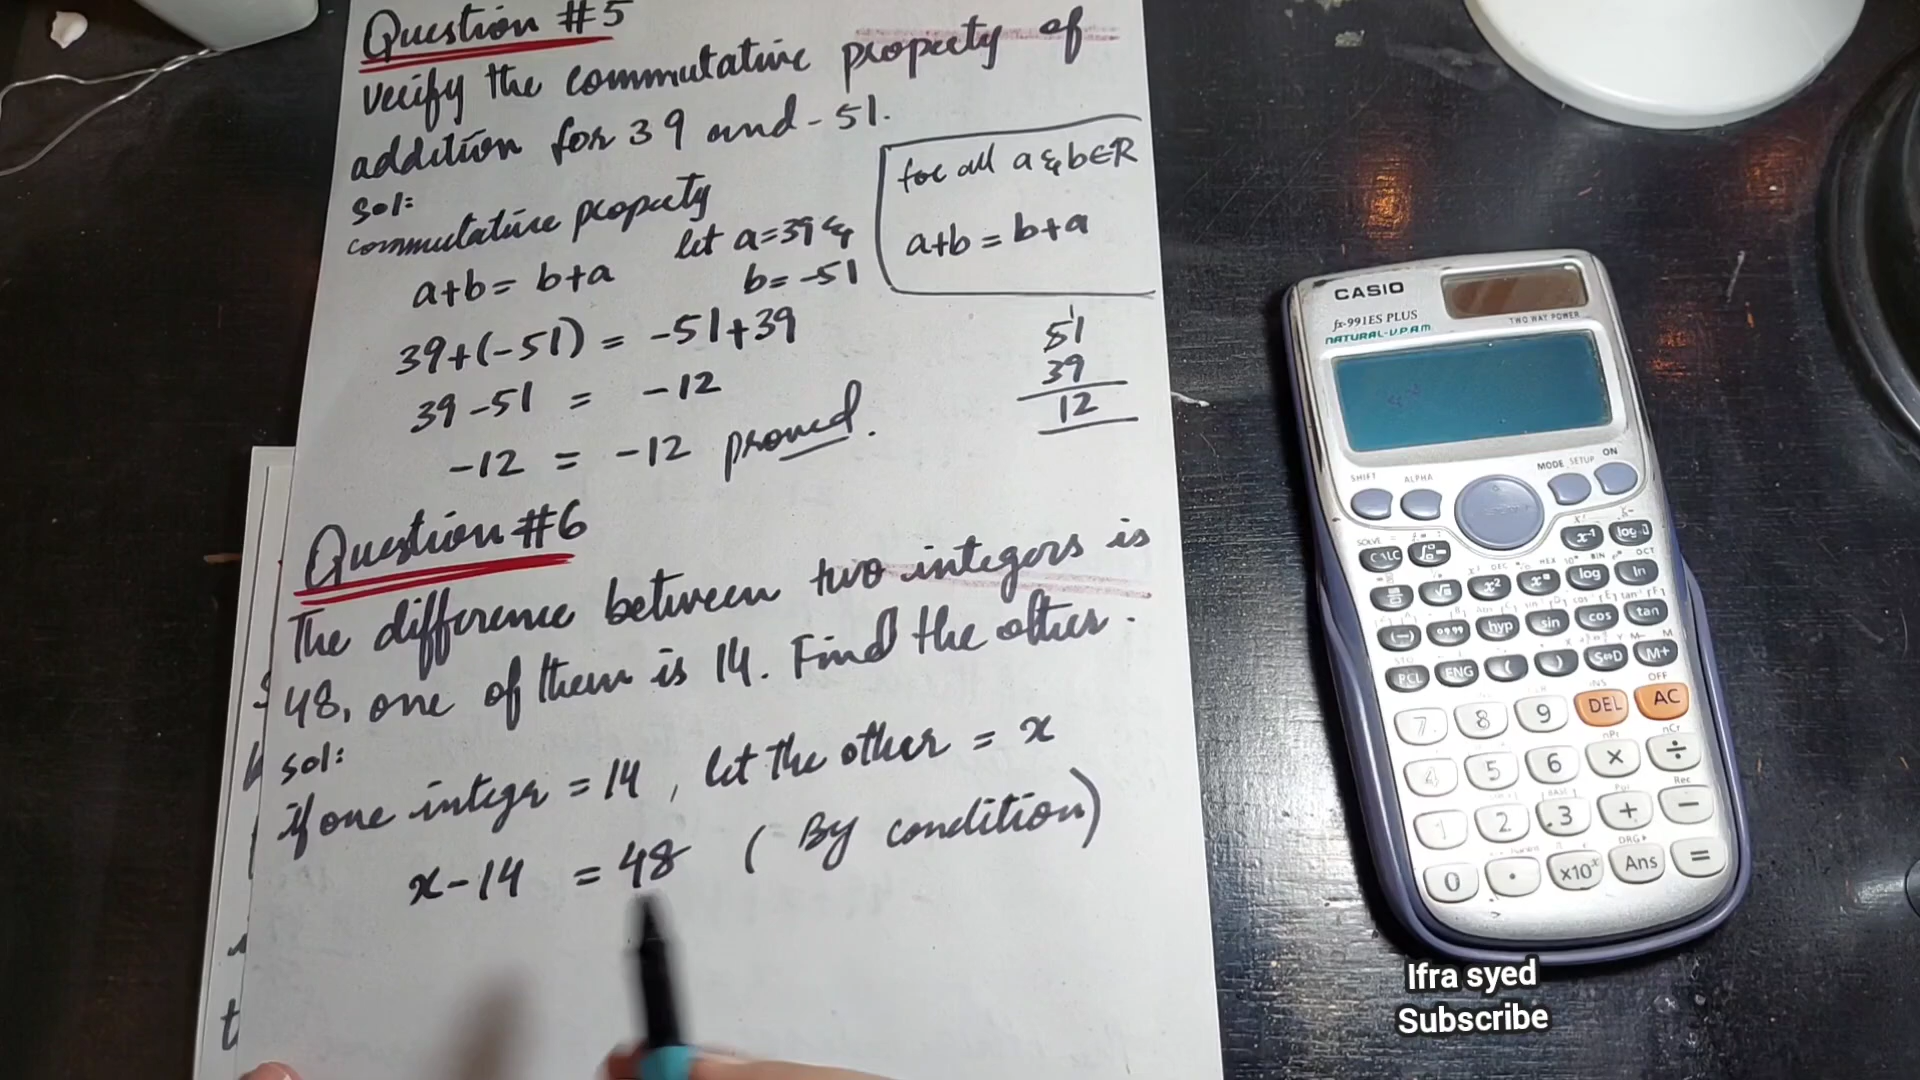 Question #5
verify the commutative property of
addition for 39 and -51.
sol:
commutative property
let a=39 &
a+b = b+a
b= -51
39+(-51) = -51+39
39-51 = -12
-12 = -12 proved.
for all a & b∈R
a+b = b+a
1
51
39
12
Question #6
The difference between two integers is
48, one of them is 14. Find the other.
sol:
if one integer = 14, let the other = x
x-14 = 48 (By condition)
CASIO
fx-991ES PLUS
NATURAL-V.P.A.M.
TWO WAY POWER
SHIFT ALPHA MODE SETUP ON
SOLVE
CALC x⁻¹
x² log ln
(-) hyp sin cos tan
RCL ENG ( ) S⇔D M+
OFF
7 8 9 DEL AC
4 5 6 × ÷
1 2 3 + −
0 . ×10ˣ Ans =
Ifra syed
Subscribe